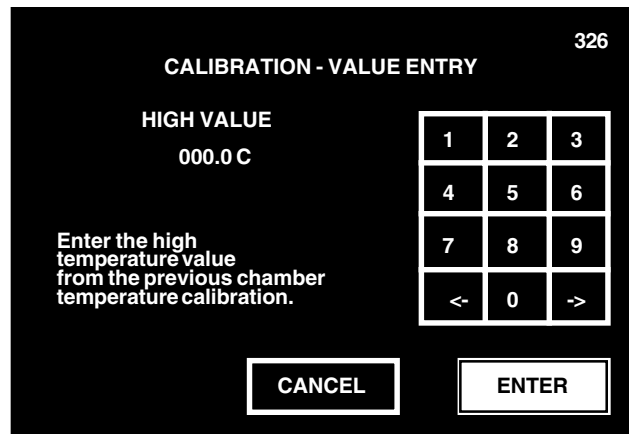 326
CALIBRATION - VALUE ENTRY
HIGH VALUE
000.0 C
Enter the high
temperature value
from the previous chamber
temperature calibration.
1 2 3
4 5 6
7 8 9
<- 0 ->
CANCEL ENTER